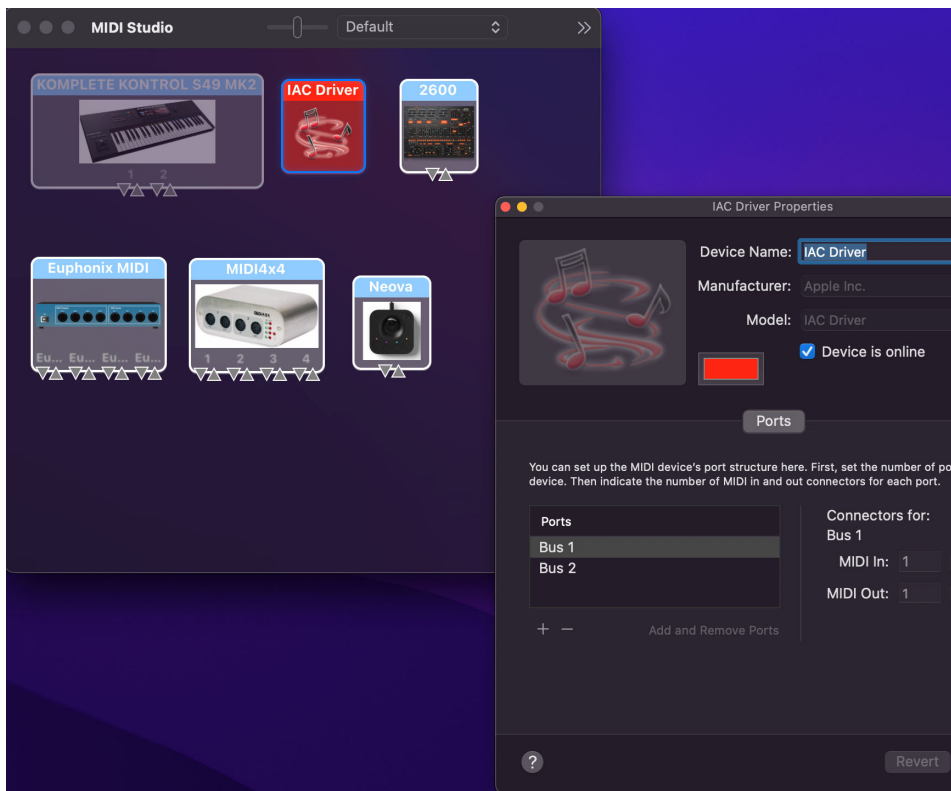 MIDI Studio
Default
KOMPLETE KONTROL S49 MK2
1 2
IAC Driver
2600
Euphonix MIDI
Eu... Eu... Eu... Eu...
MIDI4x4
1 2 3 4
Neova
IAC Driver Properties
Device Name: IAC Driver
Manufacturer: Apple Inc.
Model: IAC Driver
Device is online
Ports
You can set up the MIDI device's port structure here. First, set the number of po
device. Then indicate the number of MIDI in and out connectors for each port.
Ports
Bus 1
Bus 2
+ − Add and Remove Ports
Connectors for:
Bus 1
MIDI In: 1
MIDI Out: 1
?
Revert